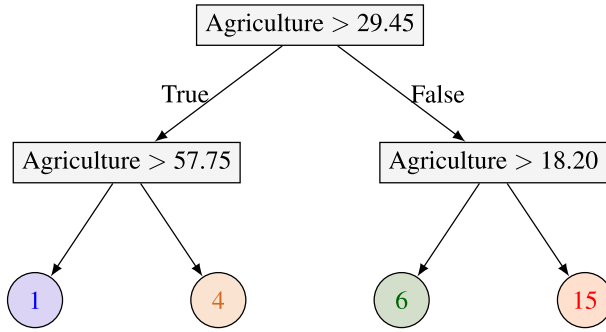 Agriculture > 29.45
True
False
Agriculture > 57.75
Agriculture > 18.20
1
4
6
15